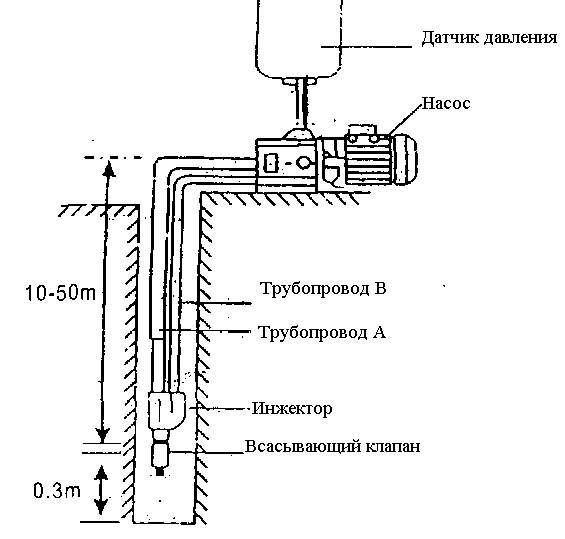 Датчик давления
Насос
10-50m
Трубопровод В
Трубопровод А
Инжектор
Всасывающий клапан
0.3m